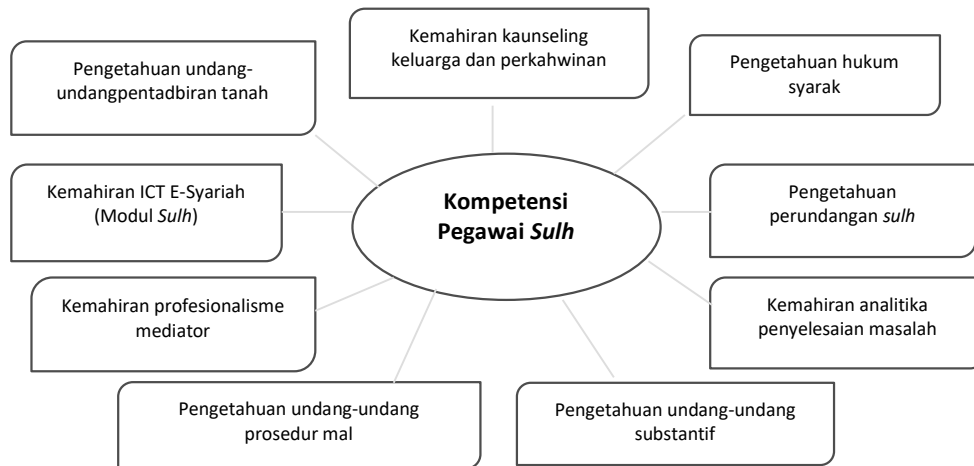 Kemahiran kaunseling
keluarga dan perkahwinan
Pengetahuan undang-
undangpentadbiran tanah
Pengetahuan hukum
syarak
Kemahiran ICT E-Syariah
(Modul Sulh)
Kompetensi
Pegawai Sulh
Pengetahuan
perundangan sulh
Kemahiran profesionalisme
mediator
Kemahiran analitika
penyelesaian masalah
Pengetahuan undang-undang
prosedur mal
Pengetahuan undang-undang
substantif